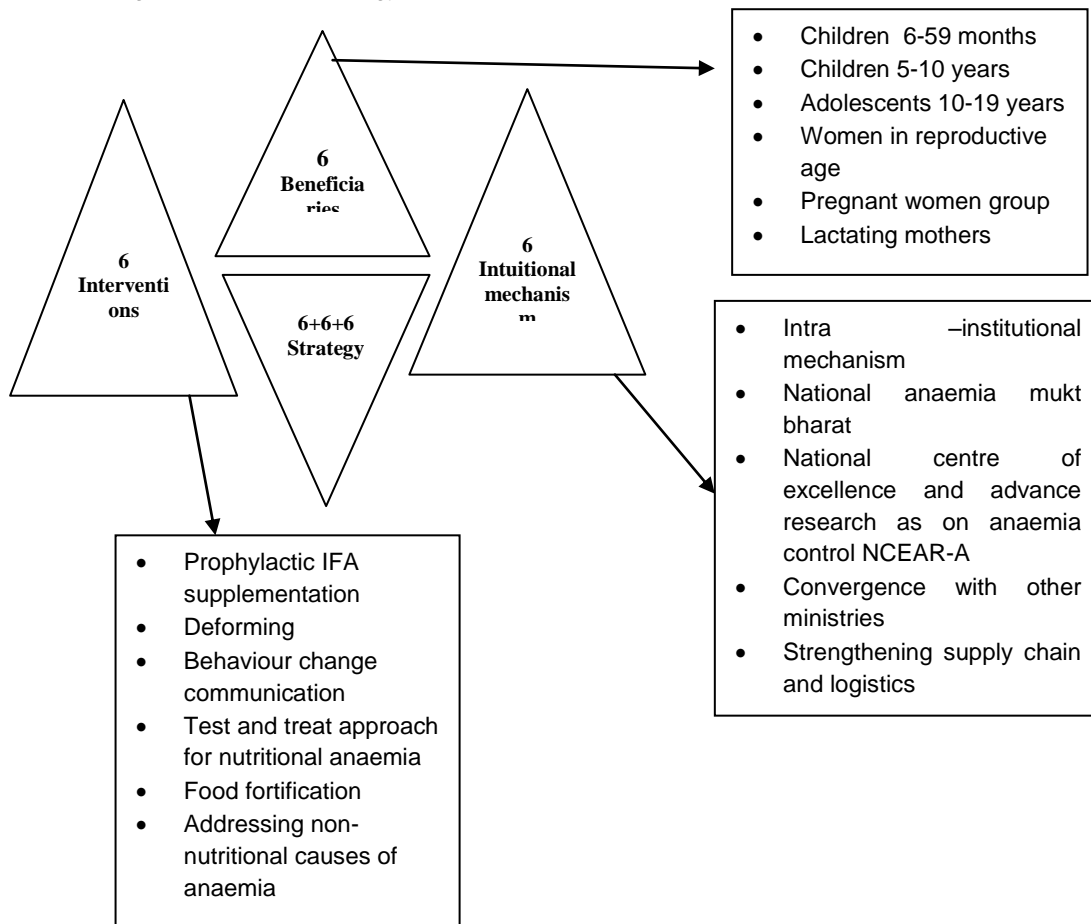 6
Beneficia
ries
6
Interventi
ons
6
Intuitional
mechanis
m
6+6+6
Strategy
• Children 6-59 months
• Children 5-10 years
• Adolescents 10-19 years
• Women in reproductive
age
• Pregnant women group
• Lactating mothers
• Intra –institutional
mechanism
• National anaemia mukt
bharat
• National centre of
excellence and advance
research as on anaemia
control NCEAR-A
• Convergence with other
ministries
• Strengthening supply chain
and logistics
• Prophylactic IFA
supplementation
• Deforming
• Behaviour change
communication
• Test and treat approach
for nutritional anaemia
• Food fortification
• Addressing non-
nutritional causes of
anaemia